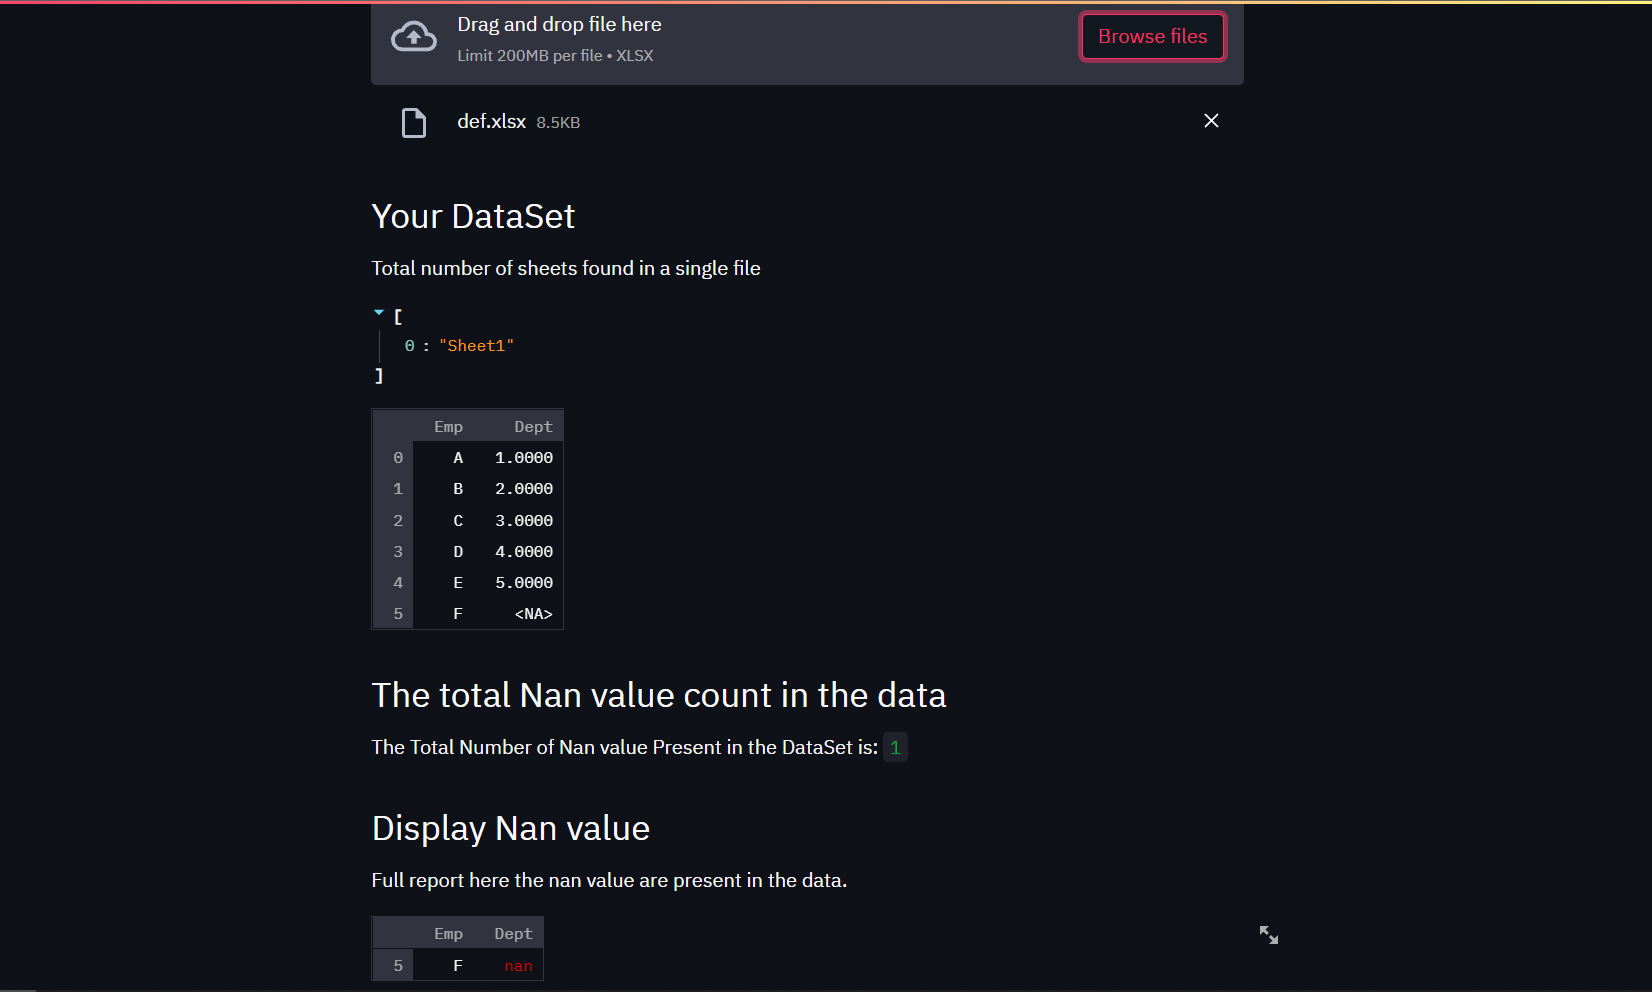 Drag and drop file here
Limit 200MB per file • XLSX
Browse files
def.xlsx 8.5KB
Your DataSet
Total number of sheets found in a single file
[
0 : "Sheet1"
]
Emp Dept
0 A 1.0000
1 B 2.0000
2 C 3.0000
3 D 4.0000
4 E 5.0000
5 F <NA>
The total Nan value count in the data
The Total Number of Nan value Present in the DataSet is: 1
Display Nan value
Full report here the nan value are present in the data.
Emp Dept
5 F nan